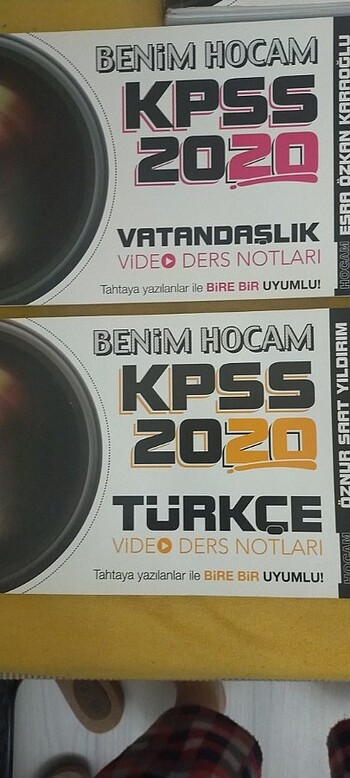 BENİM HOCAM
KPSS
2020
VATANDAŞLIK
VİDEO DERS NOTLARI
Tahtaya yazılanlar ile BİRE BİR UYUMLU!
HOCAM
ESRA ÖZKAN KARAOĞLU
BENİM HOCAM
KPSS
2020
TÜRKÇE
VİDEO DERS NOTLARI
Tahtaya yazılanlar ile BİRE BİR UYUMLU!
HOCAM
ÖZNUR SAAT YILDIRIM